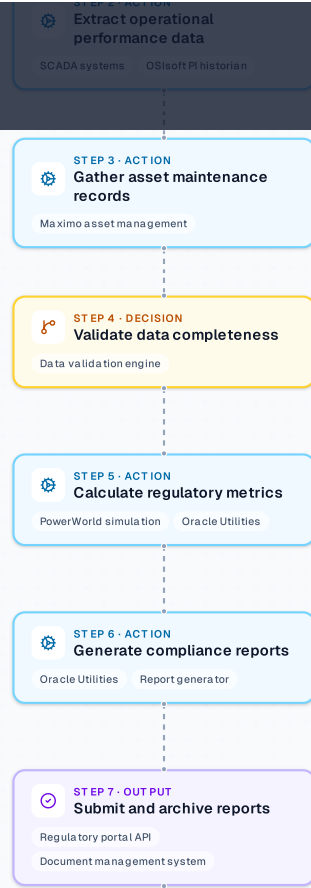 STEP 2 · ACTION
Extract operational
performance data
SCADA systems
OSIsoft PI historian
STEP 3 · ACTION
Gather asset maintenance
records
Maximo asset management
STEP 4 · DECISION
Validate data completeness
Data validation engine
STEP 5 · ACTION
Calculate regulatory metrics
PowerWorld simulation
Oracle Utilities
STEP 6 · ACTION
Generate compliance reports
Oracle Utilities
Report generator
STEP 7 · OUTPUT
Submit and archive reports
Regulatory portal API
Document management system